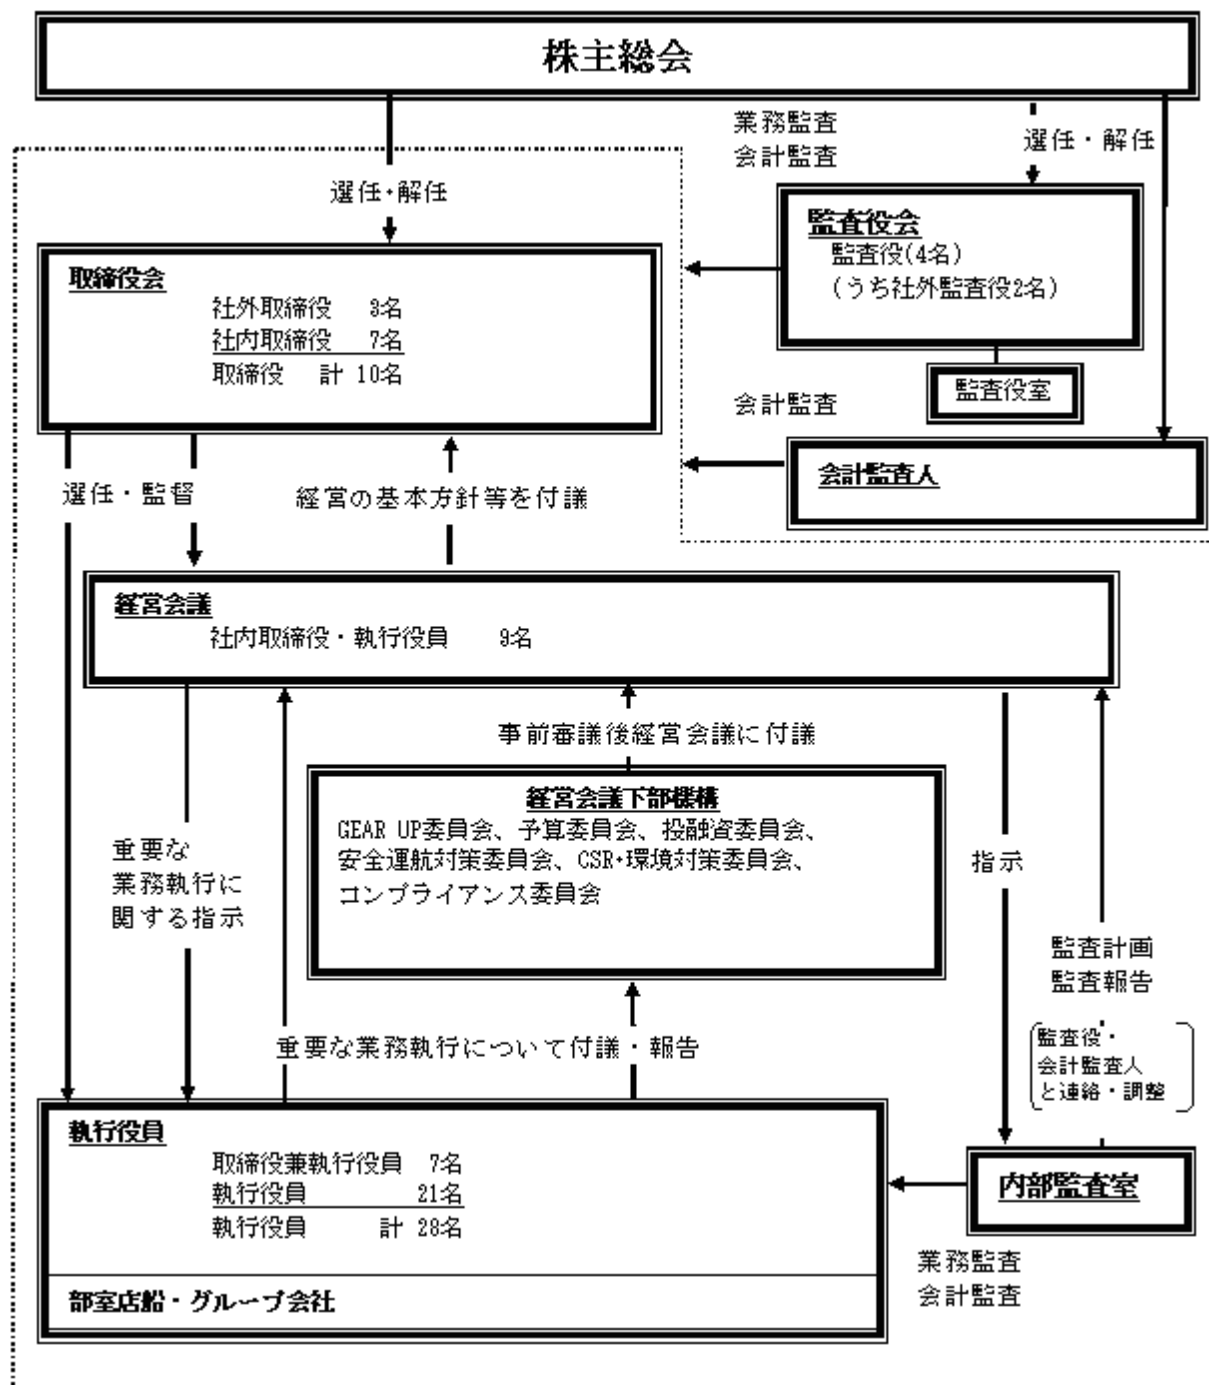 株主総会
業務監査
会計監査
選任・解任
選任・解任
監査役会
監査役(4名)
(うち社外監査役2名)
取締役会
社外取締役 3名
社内取締役 7名
取締役 計 10名
監査役室
会計監査
会計監査人
選任・監督
経営の基本方針等を付議
経営会議
社内取締役・執行役員 9名
事前審議後経営会議に付議
経営会議下部機構
GEAR UP委員会、予算委員会、投融資委員会、
安全運航対策委員会、CSR・環境対策委員会、
コンプライアンス委員会
重要な
業務執行に
関する指示
指示
監査計画
監査報告
重要な業務執行について付議・報告
監査役・
会計監査人
と連絡・調整
執行役員
取締役兼執行役員 7名
執行役員 21名
執行役員 計 28名
内部監査室
業務監査
会計監査
部室店船・グループ会社